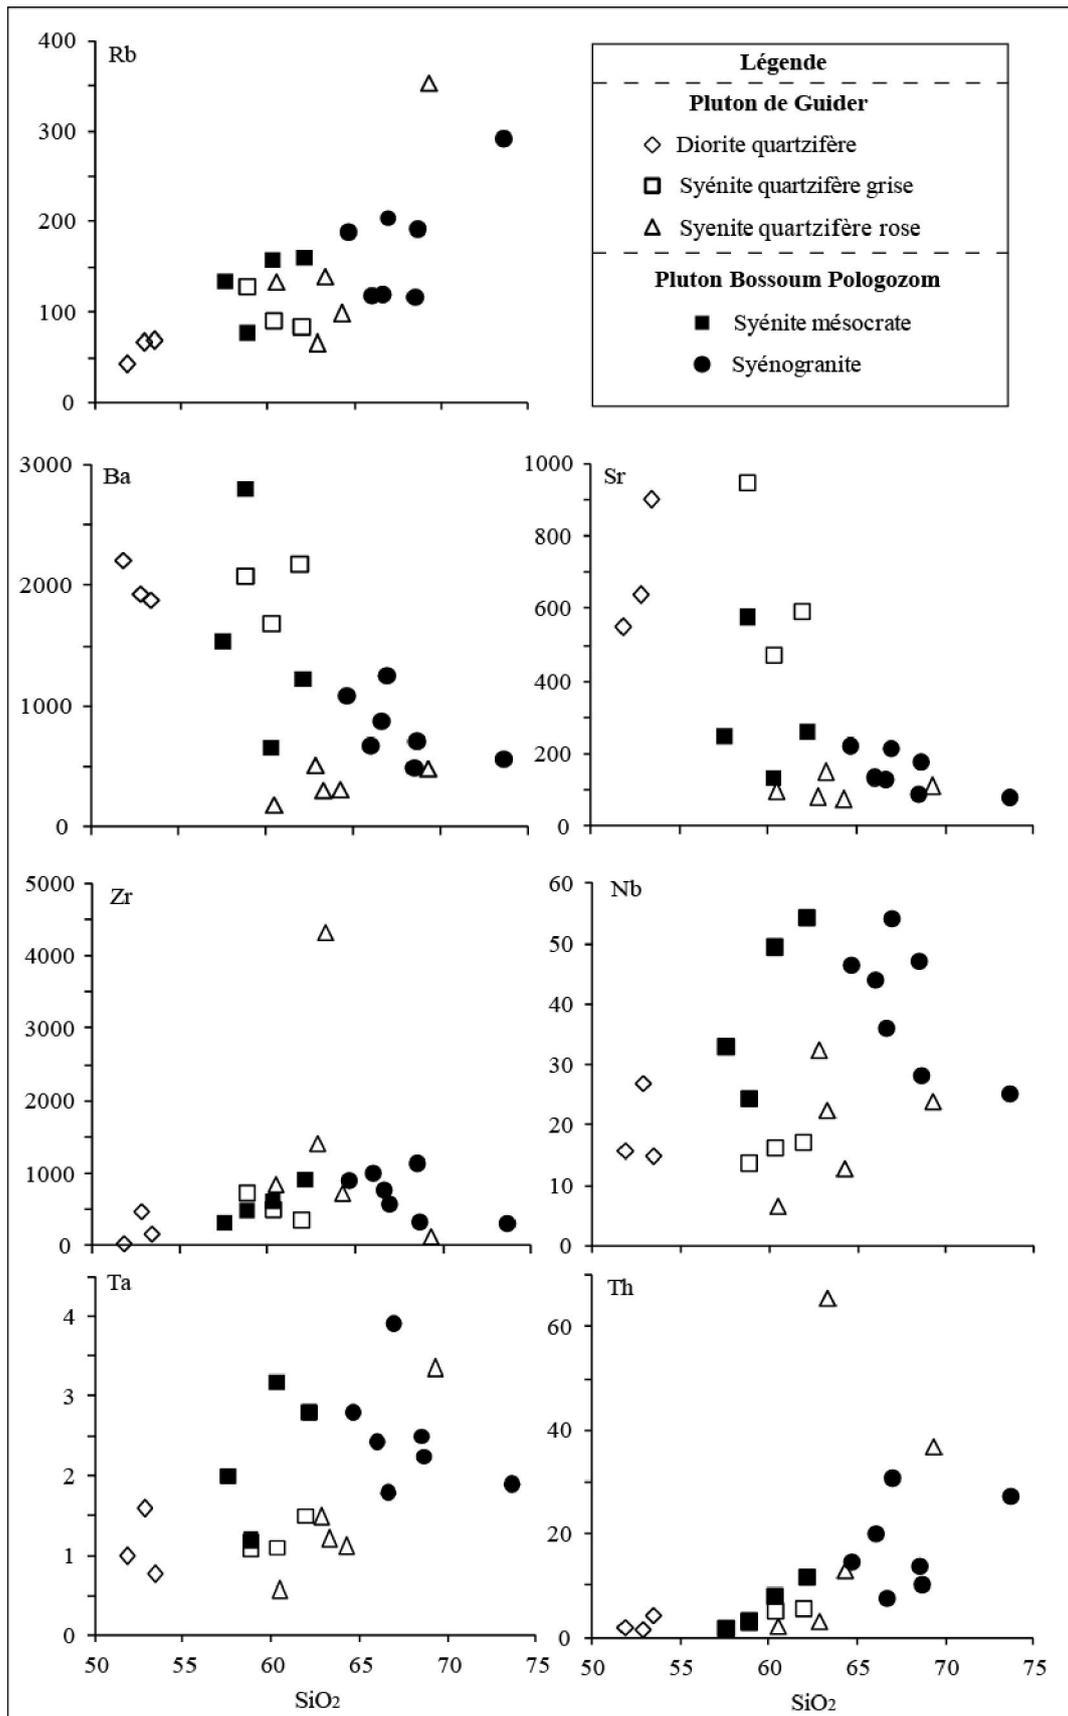 Rb
400
300
200
100
0
Légende
Pluton de Guider
Diorite quartzifère
Syénite quartzifère grise
Syenite quartzifère rose
Pluton Bossoum Pologozom
Syénite mésocrate
Syénogranite
Ba
3000
2000
1000
0
Sr
1000
800
600
400
200
0
Zr
5000
4000
3000
2000
1000
0
Nb
60
50
40
30
20
10
0
Ta
4
3
2
1
0
50 55 60 65 70 75
SiO2
Th
60
40
20
0
50 55 60 65 70 75
SiO2